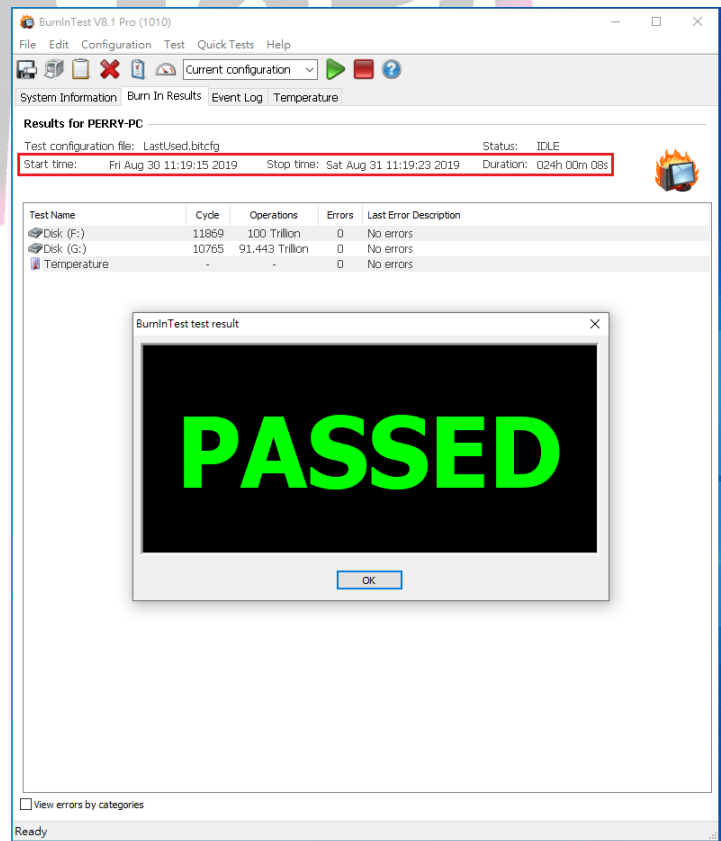 BurnInTest V8.1 Pro (1010)
File Edit Configuration Test Quick Tests Help
Current configuration
System Information Burn In Results Event Log Temperature
Results for PERRY-PC
Test configuration file: LastUsed.bitcfg Status: IDLE
Start time: Fri Aug 30 11:19:15 2019 Stop time: Sat Aug 31 11:19:23 2019 Duration: 024h 00m 08s
Test Name Cycle Operations Errors Last Error Description
Disk (F:) 11869 100 Trillion 0 No errors
Disk (G:) 10765 91.443 Trillion 0 No errors
Temperature - - 0 No errors
BurnInTest test result
PASSED
OK
View errors by categories
Ready